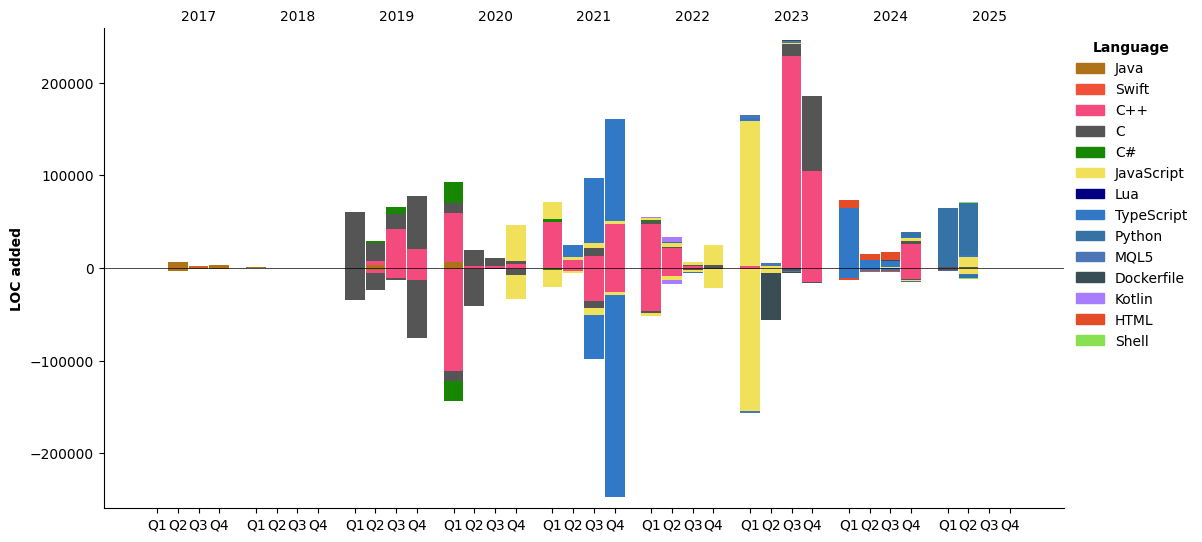 2017 2018 2019 2020 2021 2022 2023 2024 2025
LOC added
200000
100000
0
−100000
−200000
Q1 Q2 Q3 Q4 Q1 Q2 Q3 Q4 Q1 Q2 Q3 Q4 Q1 Q2 Q3 Q4 Q1 Q2 Q3 Q4 Q1 Q2 Q3 Q4 Q1 Q2 Q3 Q4 Q1 Q2 Q3 Q4 Q1 Q2 Q3 Q4
Language
Java
Swift
C++
C
C#
JavaScript
Lua
TypeScript
Python
MQL5
Dockerfile
Kotlin
HTML
Shell